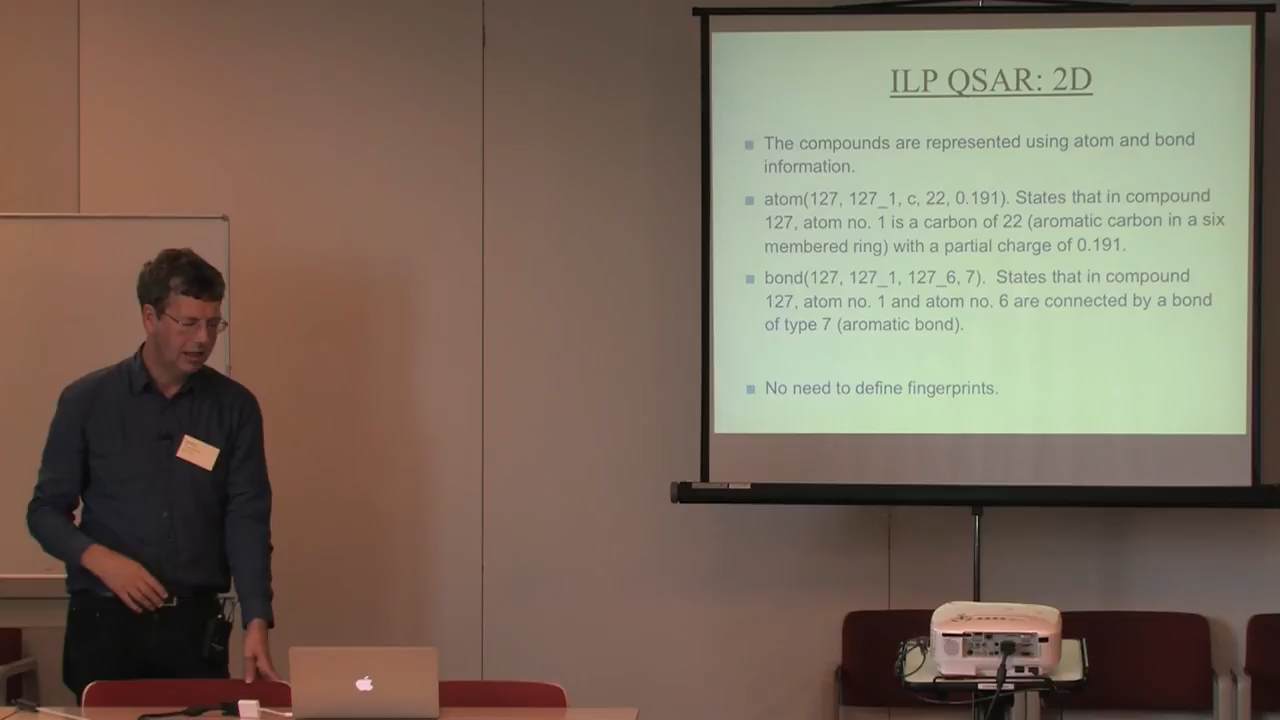 ILP QSAR: 2D
The compounds are represented using atom and bond
information.
atom(127, 127_1, c, 22, 0.191). States that in compound
127, atom no. 1 is a carbon of 22 (aromatic carbon in a six
membered ring) with a partial charge of 0.191.
bond(127, 127_1, 127_6, 7). States that in compound
127, atom no. 1 and atom no. 6 are connected by a bond
of type 7 (aromatic bond).
No need to define fingerprints.